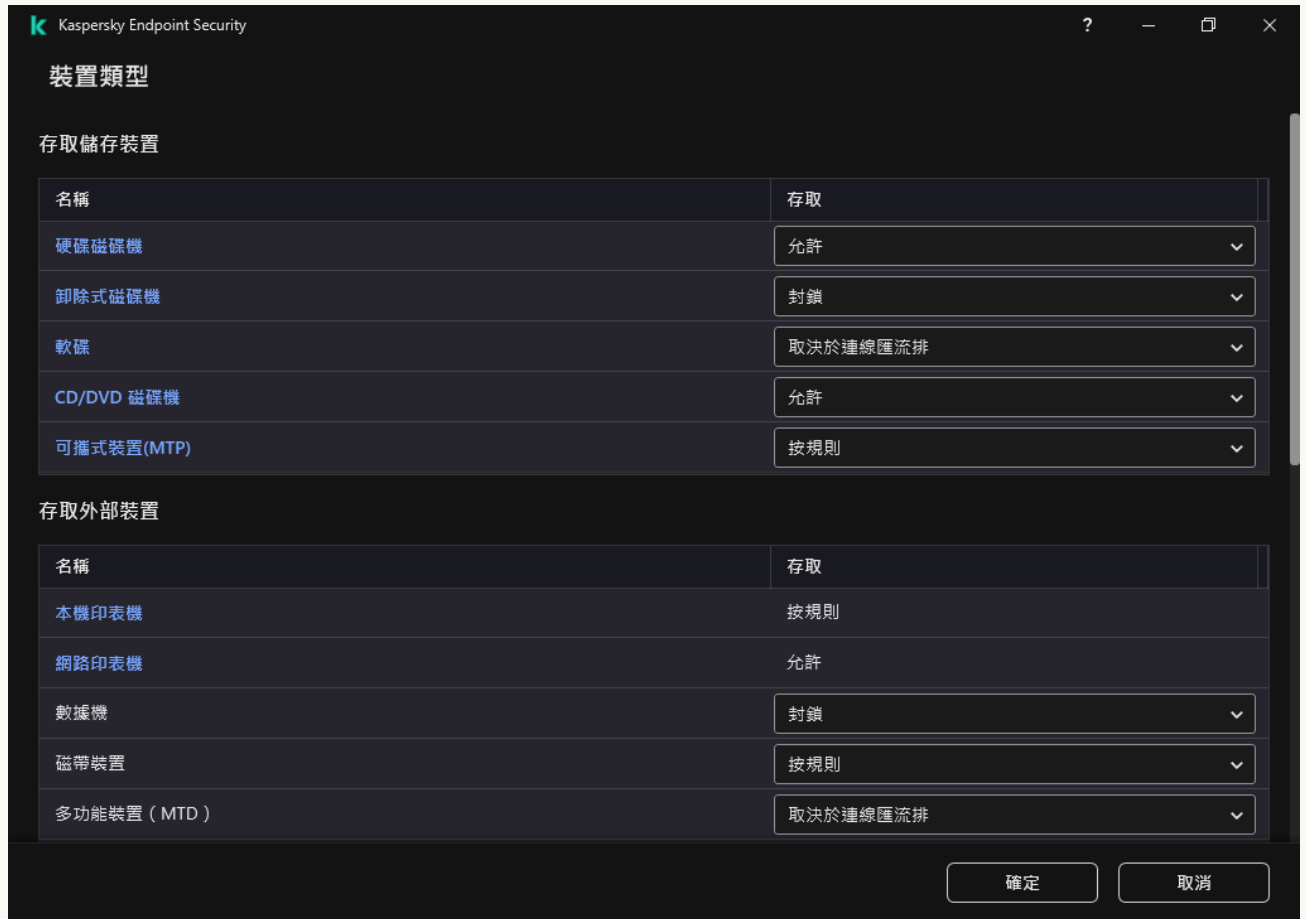 Kaspersky Endpoint Security
裝置類型
存取儲存裝置
名稱 存取
硬碟磁碟機 允許
卸除式磁碟機 封鎖
軟碟 取決於連線匯流排
CD/DVD 磁碟機 允許
可攜式裝置(MTP) 按規則
存取外部裝置
名稱 存取
本機印表機 按規則
網路印表機 允許
數據機 封鎖
磁帶裝置 按規則
多功能裝置 ( MTD ) 取決於連線匯流排
確定 取消